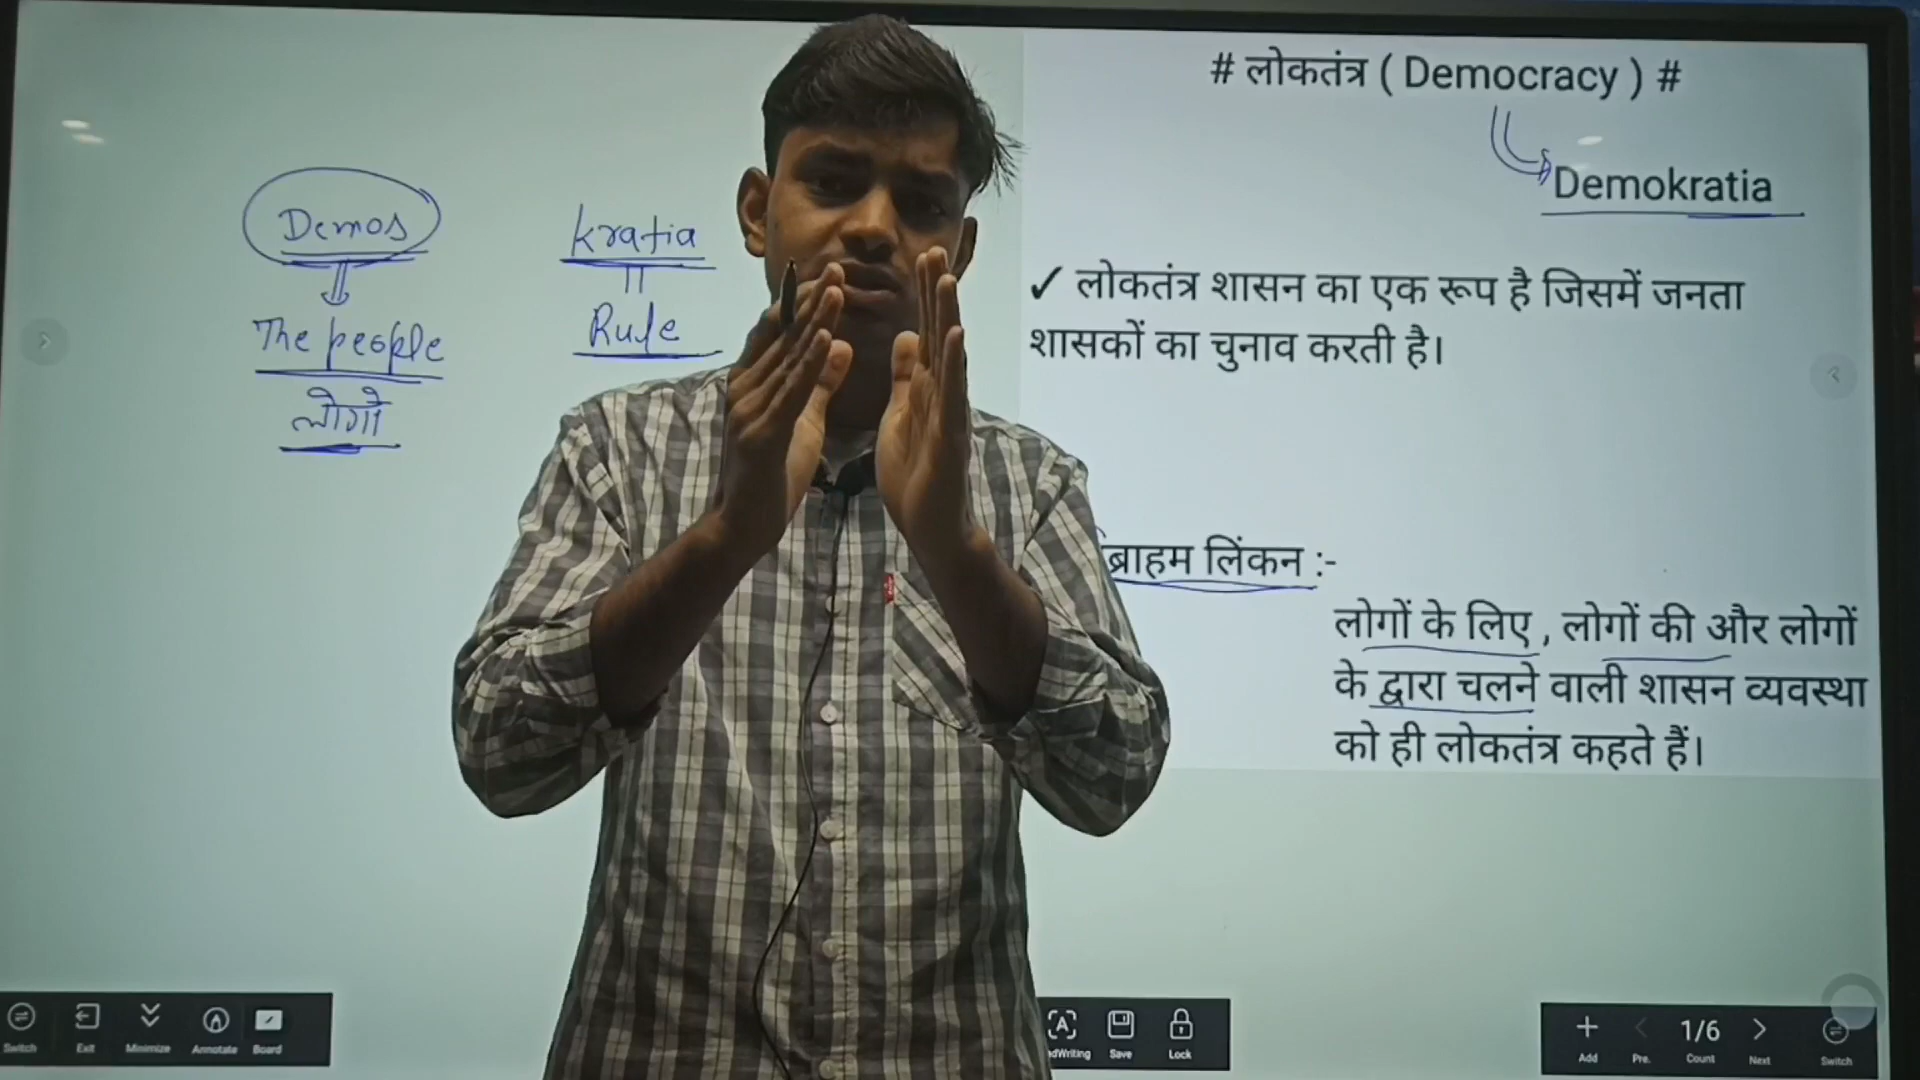 # लोकतंत्र ( Democracy ) #
Demokratia
Demos
The people
लोगो
kratia
Rule
✓ लोकतंत्र शासन का एक रूप है जिसमें जनता
शासकों का चुनाव करती है।
ब्राहम लिंकन :-
लोगों के लिए , लोगों की और लोगों
के द्वारा चलने वाली शासन व्यवस्था
को ही लोकतंत्र कहते हैं।
Switch Exit Minimize Annotate Board
dWriting Save Lock
1/6
Add Pre. Count Next Switch